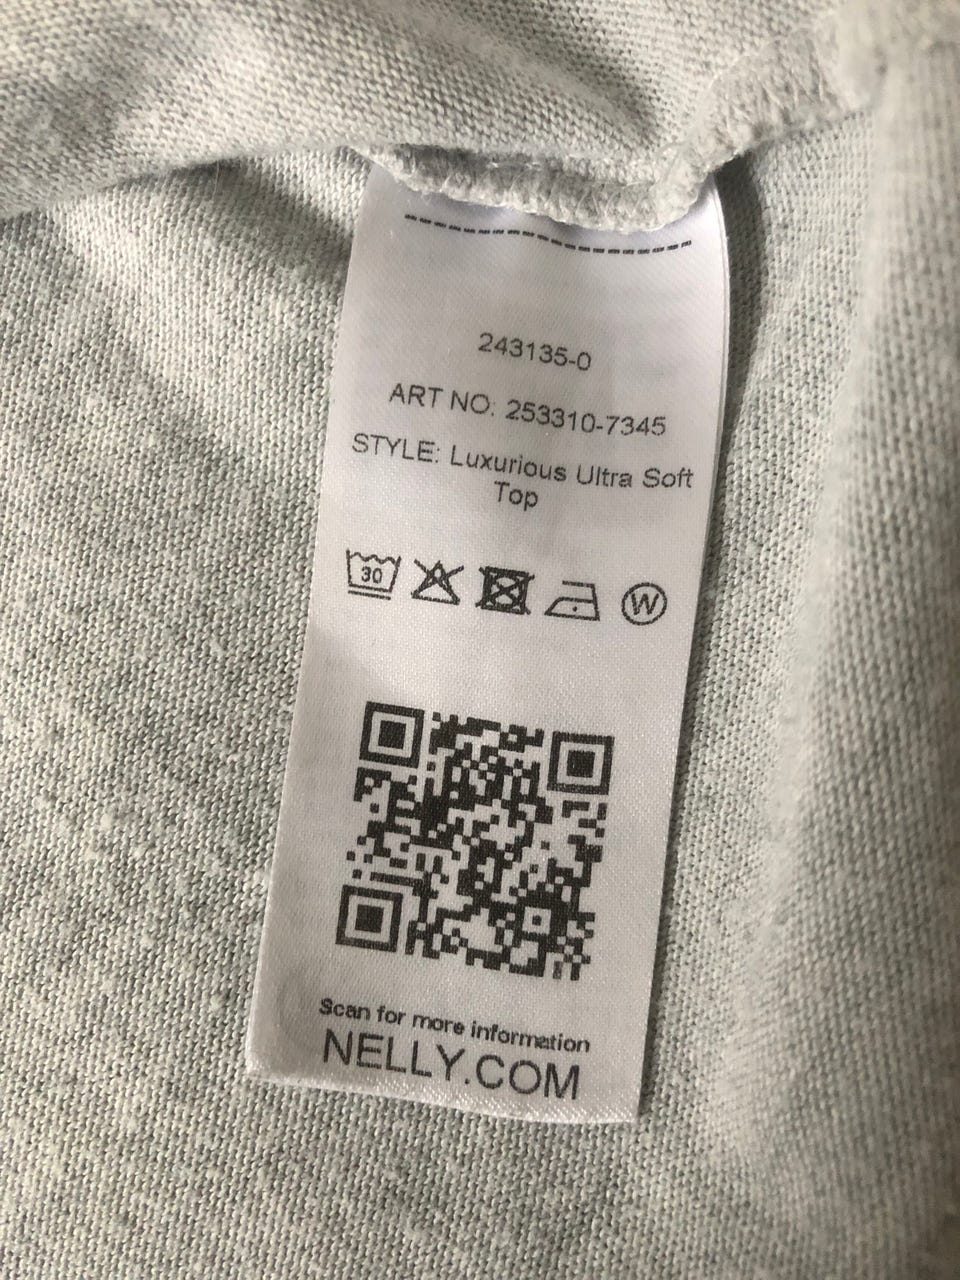 243135-0
ART NO: 253310-7345
STYLE: Luxurious Ultra Soft
Top
30
W
Scan for more information
NELLY.COM